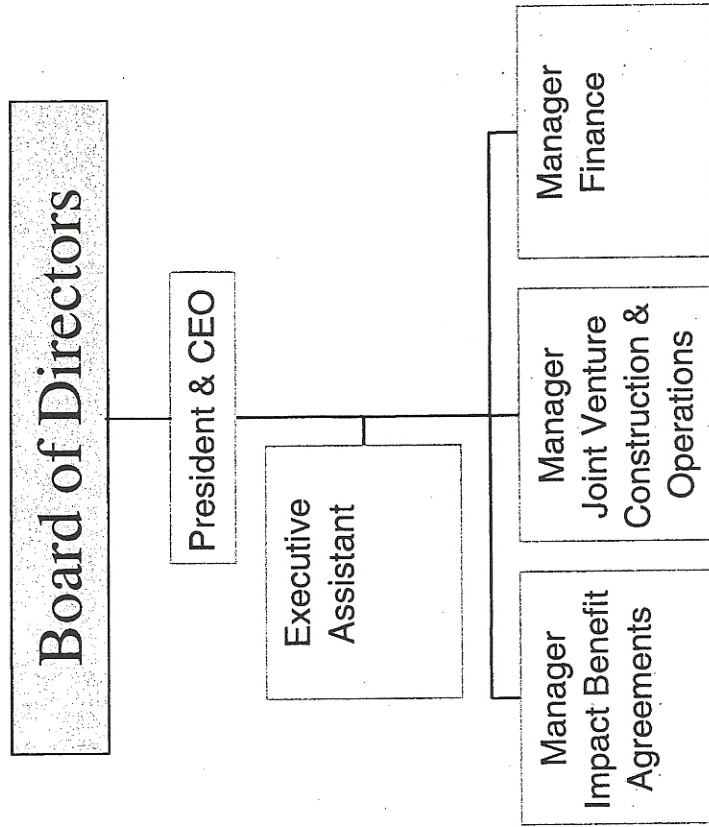 Board of Directors
President & CEO
Executive
Assistant
Manager
Impact Benefit
Agreements
Manager
Joint Venture
Construction &
Operations
Manager
Finance